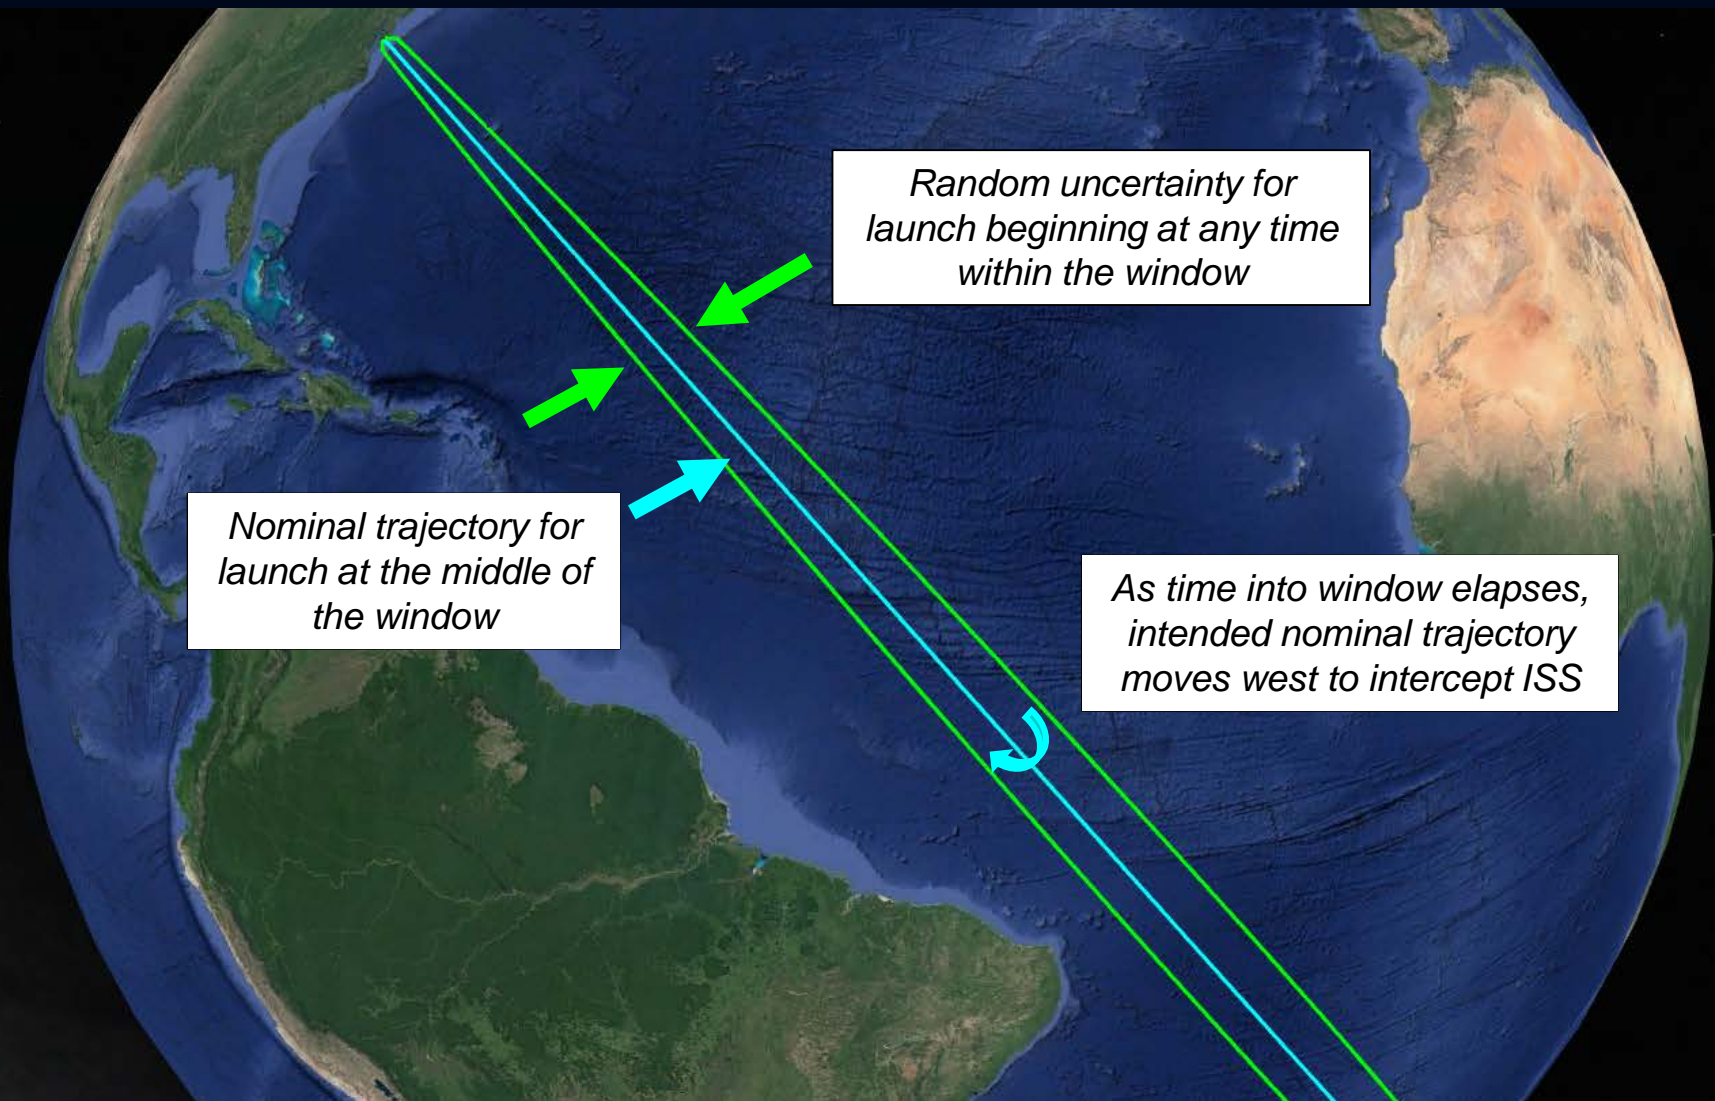 Random uncertainty for
launch beginning at any time
within the window
Nominal trajectory for
launch at the middle of
the window
As time into window elapses,
intended nominal trajectory
moves west to intercept ISS